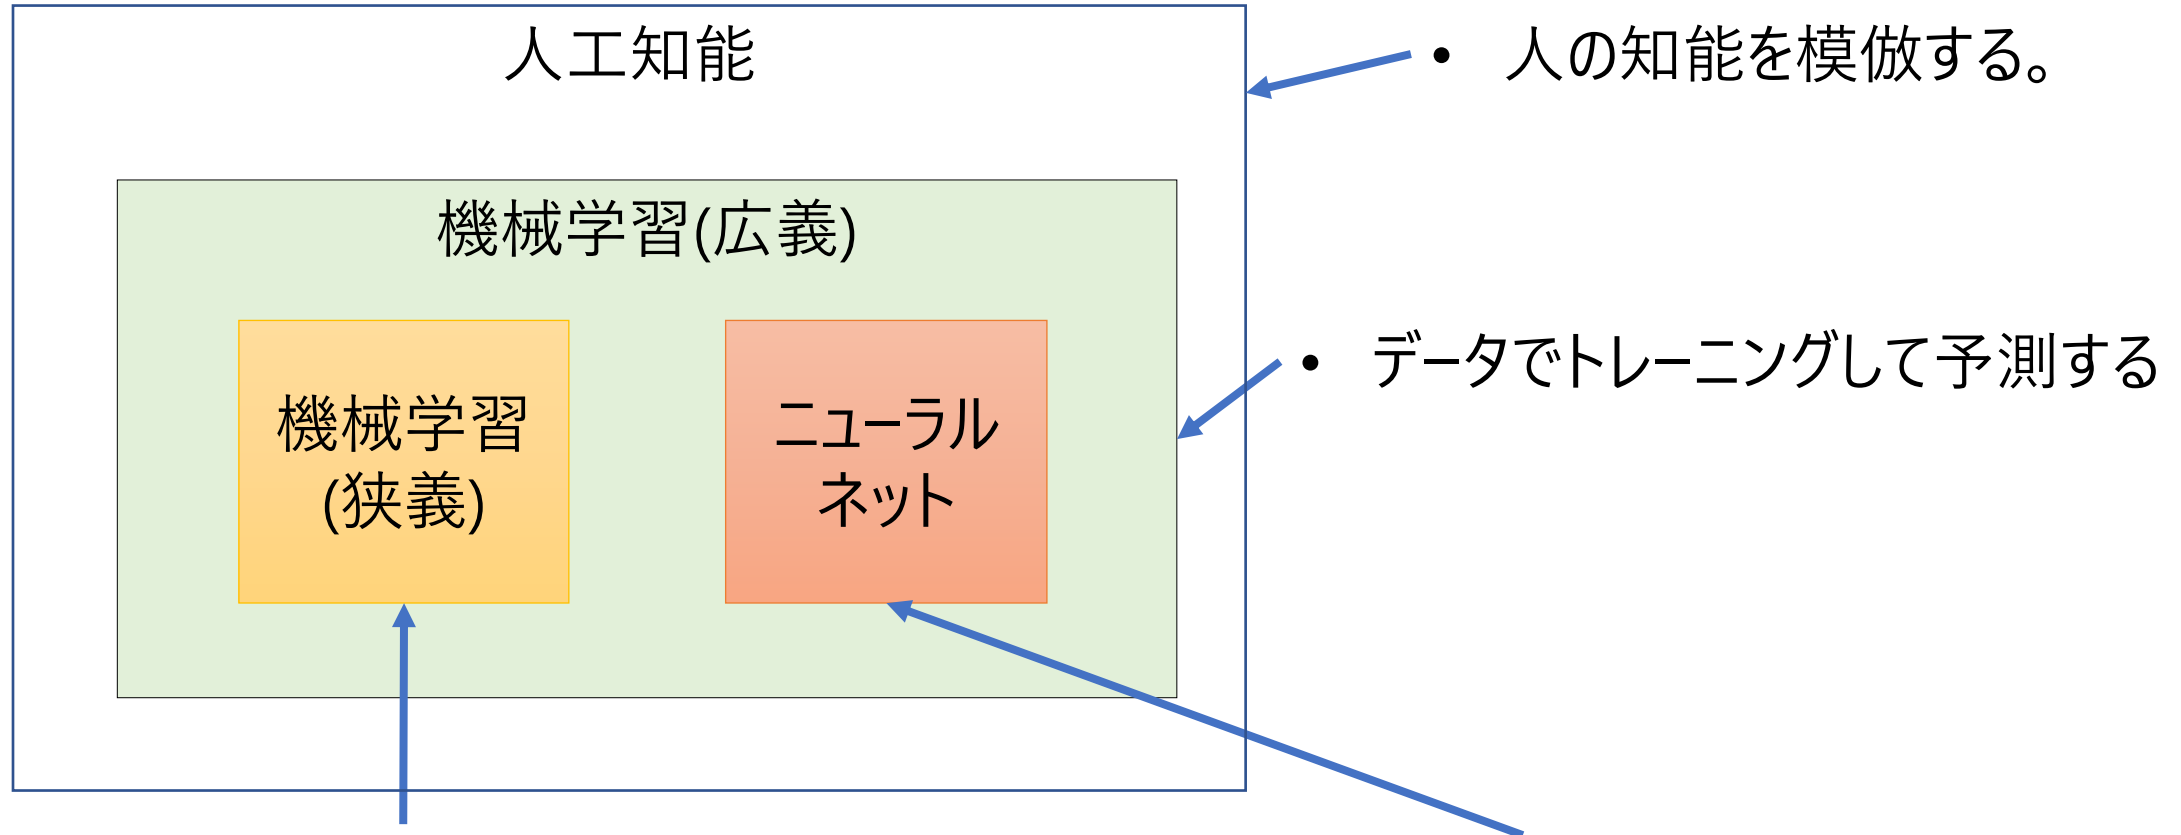 人工知能
• 人の知能を模倣する。
機械学習(広義)
• データでトレーニングして予測する
機械学習
(狭義)
ニューラル
ネット